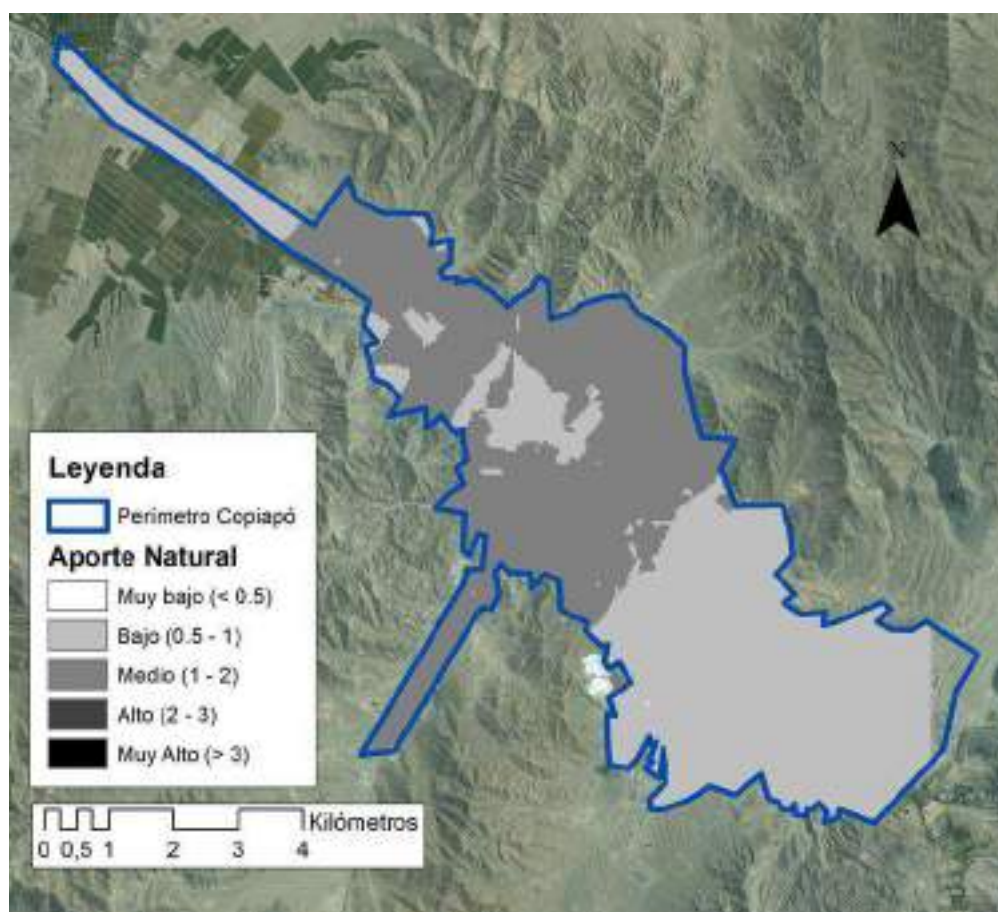 N
Leyenda
Perímetro Copiapó
Aporte Natural
Muy bajo (< 0.5)
Bajo (0.5 - 1)
Medio (1 - 2)
Alto (2 - 3)
Muy Alto (> 3)
Kilómetros
0 0,5 1 2 3 4